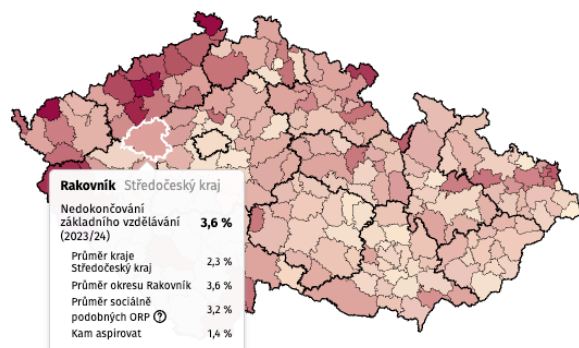 Rakovník Středočeský kraj
Nedokončování
základního vzdělávání
(2023/24)
3,6 %
Průměr kraje
Středočeský kraj
2,3 %
Průměr okresu Rakovník 3,6 %
Průměr sociálně
podobných ORP ?
3,2 %
Kam aspirovat 1,4 %